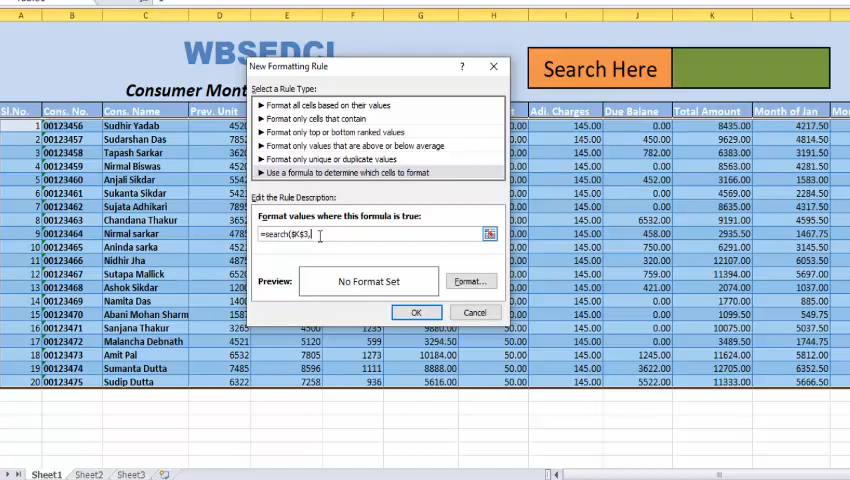 Table1
A B C D E F G H I J K L
WBSEDCL
Search Here
Consumer Mont
Sl.No. Cons. No. Cons. Name Prev. Unit Adj. Charges Due Balane Total Amount Month of Jan Mo
1 00123456 Sudhir Yadab 4520 145.00 0.00 8435.00 4217.50
2 00123457 Sudarshan Das 7852 145.00 450.00 9629.00 4814.50
3 00123458 Tapash Sarkar 3620 145.00 782.00 6383.00 3191.50
4 00123459 Nirmal Biswas 145.00 0.00 8563.00 4281.50
5 00123460 Anjali Sikdar 145.00 452.00 3166.00 1583.00
6 00123461 Sukanta Sikdar 145.00 0.00 4569.00 2284.50
7 00123462 Sujata Adhikari 145.00 0.00
8 00123463 Chandana Thakur 145.00 6532.00 9191.00 4595.50
9 00123464 Nirmal sarkar 145.00 458.00 2935.50 1467.75
10 00123465 Aninda sarka 145.00 750.00 6291.00 3145.50
11 00123466 Nidhir Jha 145.00 320.00 12107.00 6053.50
12 00123467 Sutapa Mallick 145.00 759.00 11394.00 5697.00
13 00123468 Ashok Sikdar 145.00 421.00 2074.00 1037.00
14 00123469 Namita Das 145.00 0.00 1770.00 885.00
15 00123470 Abani Mohan Sharm 145.00 0.00 1099.50 549.75
16 00123471 Sanjana Thakur 3265 4500 1235 9880.00 50.00 145.00 0.00 10075.00 5037.50
17 00123472 Malancha Debnath 4521 5120 599 3294.50 50.00 145.00 0.00 3489.50 1744.75
18 00123473 Amit Pal 6532 7805 1273 10184.00 50.00 145.00 1245.00 11624.00 5812.00
19 00123474 Sumanta Dutta 7485 8596 1111 8888.00 50.00 145.00 3622.00 12705.00 6352.50
20 00123475 Sudip Dutta 6322 7258 936 5616.00 50.00 145.00 5522.00 11333.00 5666.50
New Formatting Rule
Select a Rule Type:
► Format all cells based on their values
► Format only cells that contain
► Format only top or bottom ranked values
► Format only values that are above or below average
► Format only unique or duplicate values
► Use a formula to determine which cells to format
Edit the Rule Description:
Format values where this formula is true:
=search($K$3,
Preview: No Format Set Format...
OK Cancel
Sheet1 Sheet2 Sheet3